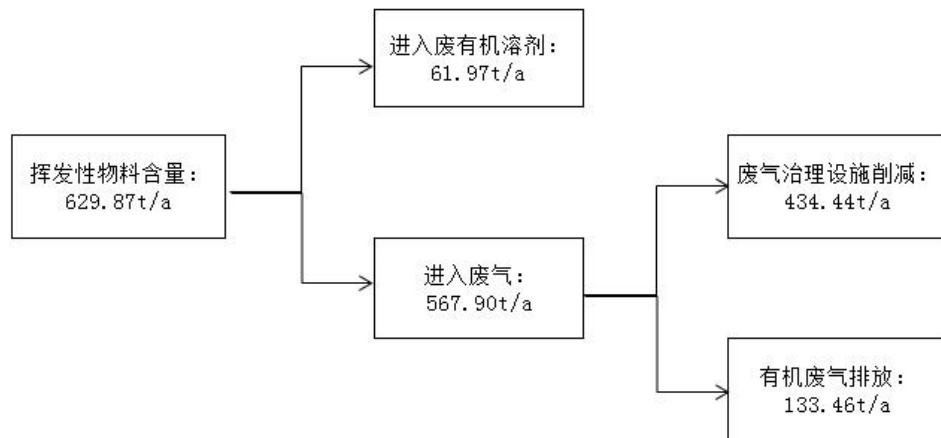 进入废有机溶剂：
61.97t/a
挥发性物料含量：
629.87t/a
废气治理设施削减：
434.44t/a
进入废气：
567.90t/a
有机废气排放：
133.46t/a